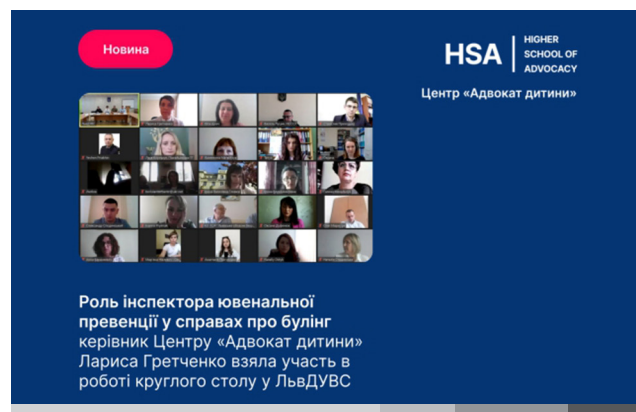 Новина
HSA
HIGHER
SCHOOL OF
ADVOCACY
Центр «Адвокат дитини»
Роль інспектора ювенальної
превенції у справах про булінг
керівник Центру «Адвокат дитини»
Лариса Гретченко взяла участь в
роботі круглого столу у ЛьвДУВС